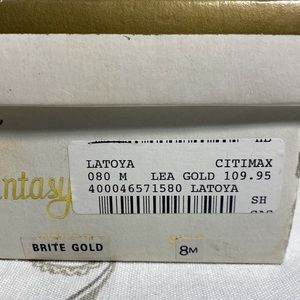 LATOYA CITIMAX
080 M LEA GOLD 109.95
400046571580 LATOYA
SH
ntasy
BRITE GOLD
8M